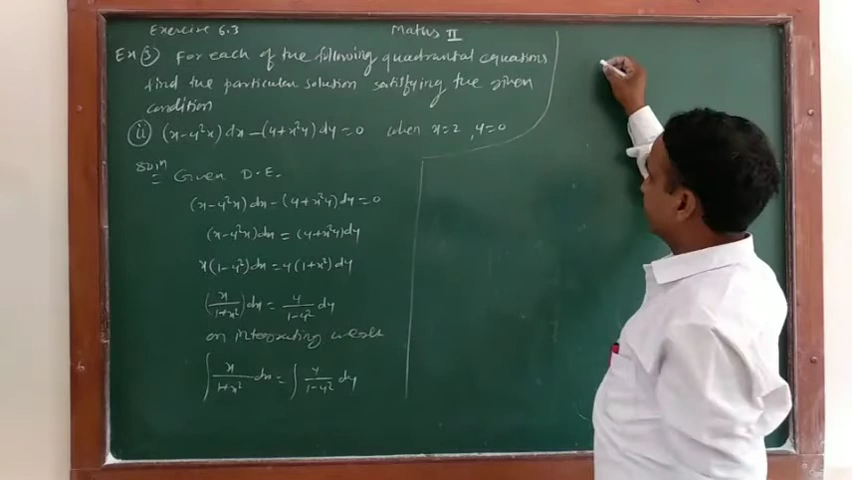 Exercise 6.3 Maths II
Ex ③ For each of the following quadrantal equations
find the particular solution satisfying the given
condition
ⓘⓘ (x-y²x)dx-(y+x²y)dy=0 when x=2, y=0
Solⁿ Given D.E.
(x-y²x)dx-(y+x²y)dy=0
(x-y²x)dx=(y+x²y)dy
x(1-y²)dx=y(1+x²)dy
(x/1+x²)dx=y/1-y² dy
on integrating
∫x/1+x² dx=∫y/1-y² dy